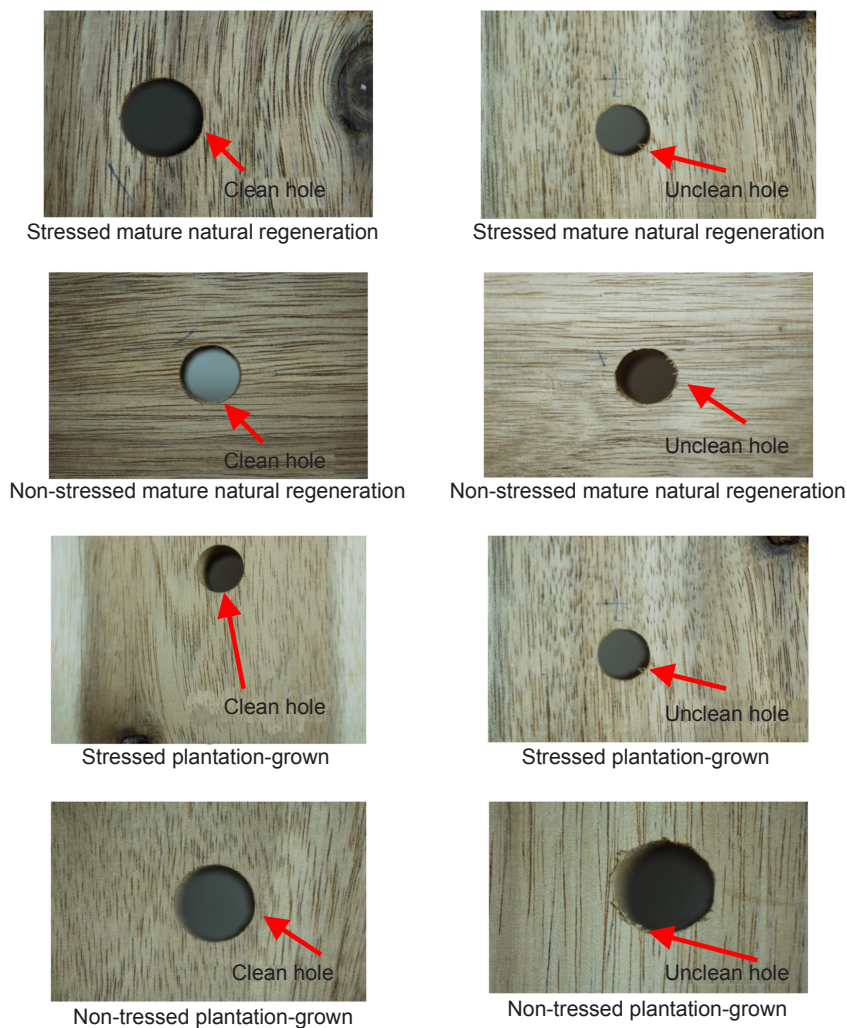 Clean hole
Unclean hole
Stressed mature natural regeneration
Stressed mature natural regeneration
Clean hole
Unclean hole
Non-stressed mature natural regeneration
Non-stressed mature natural regeneration
Clean hole
Unclean hole
Stressed plantation-grown
Stressed plantation-grown
Clean hole
Unclean hole
Non-tressed plantation-grown
Non-tressed plantation-grown